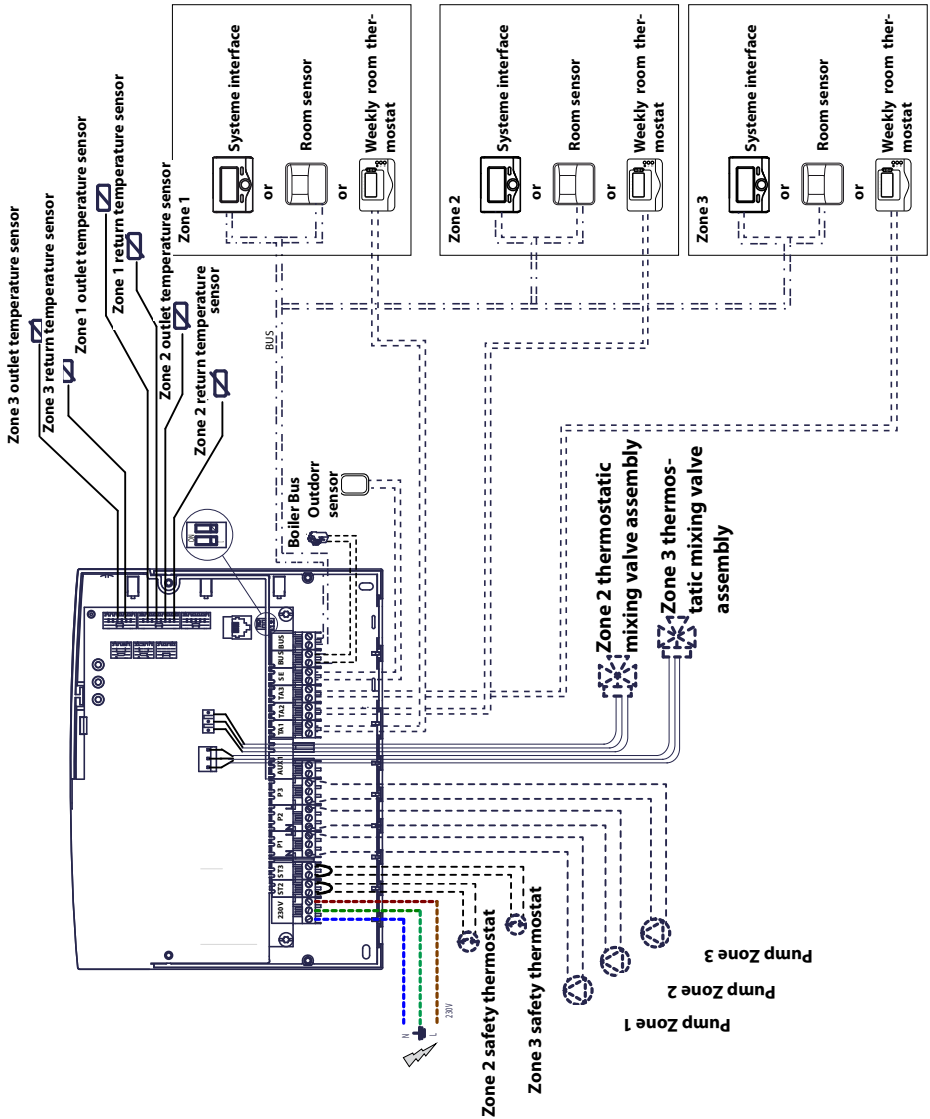 Zone 3 outlet temperature sensor
Zone 3 return temperature sensor
Zone 1 outlet temperature sensor
Zone 1 return temperature sensor
Zone 2 outlet temperature sensor
Zone 2 return temperature
sensor
Zone 1
Systeme interface
or
Room sensor
or
Weekly room ther-
mostat
Zone 2
Systeme interface
or
Room sensor
or
Weekly room ther-
mostat
Zone 3
Systeme interface
or
Room sensor
or
Weekly room ther-
mostat
BUS
ON
Boiler Bus
Outdorr
sensor
Zone 2 thermostatic
mixing valve assembly
Zone 3 thermos-
tatic mixing valve
assembly
230V
ST2
ST3
P1
P2
P3
AUX1
TA1
TA2
TA3
SE
BUS
BUS
N
L
N
L
230V
Zone 2 safety thermostat
Zone 3 safety thermostat
Pump Zone 1
Pump Zone 2
Pump Zone 3